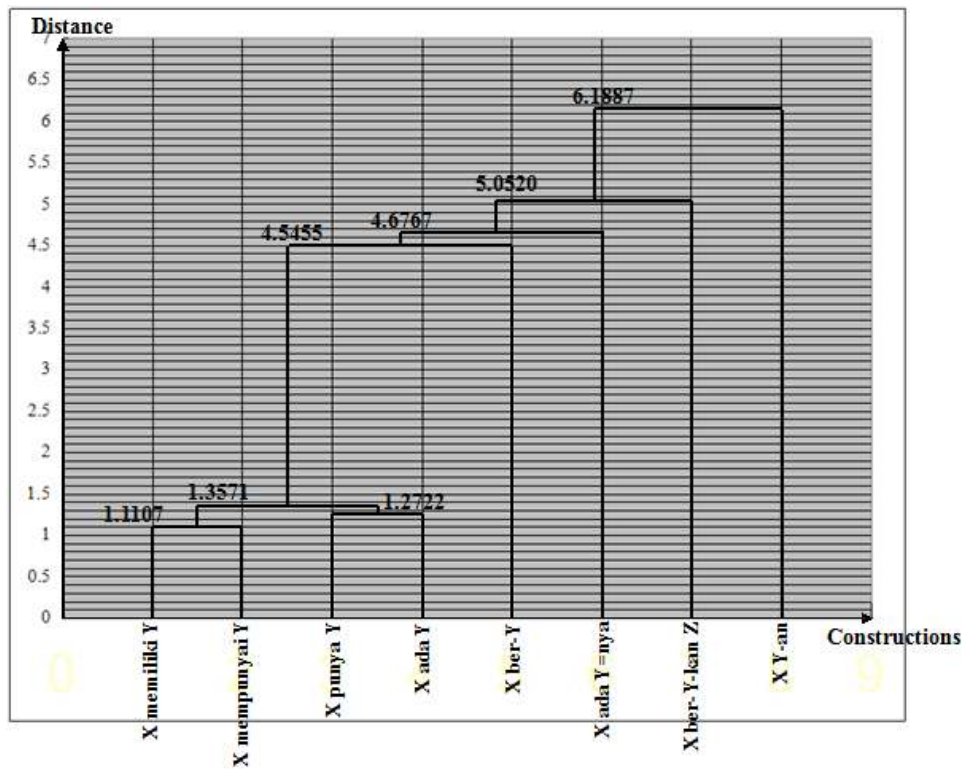 Distance
7
6.5
6.1887
6
5.5
5.0520
5
4.6767
4.5455
4.5
4
3.5
3
2.5
2
1.5
1.3571
1.2722
1.1107
1
0.5
0
Constructions
X memiliki Y
X mempunyai Y
X punya Y
X ada Y
X ber-Y
X ada Y=nya
X ber-Y-kan Z
X Y-an
0
9